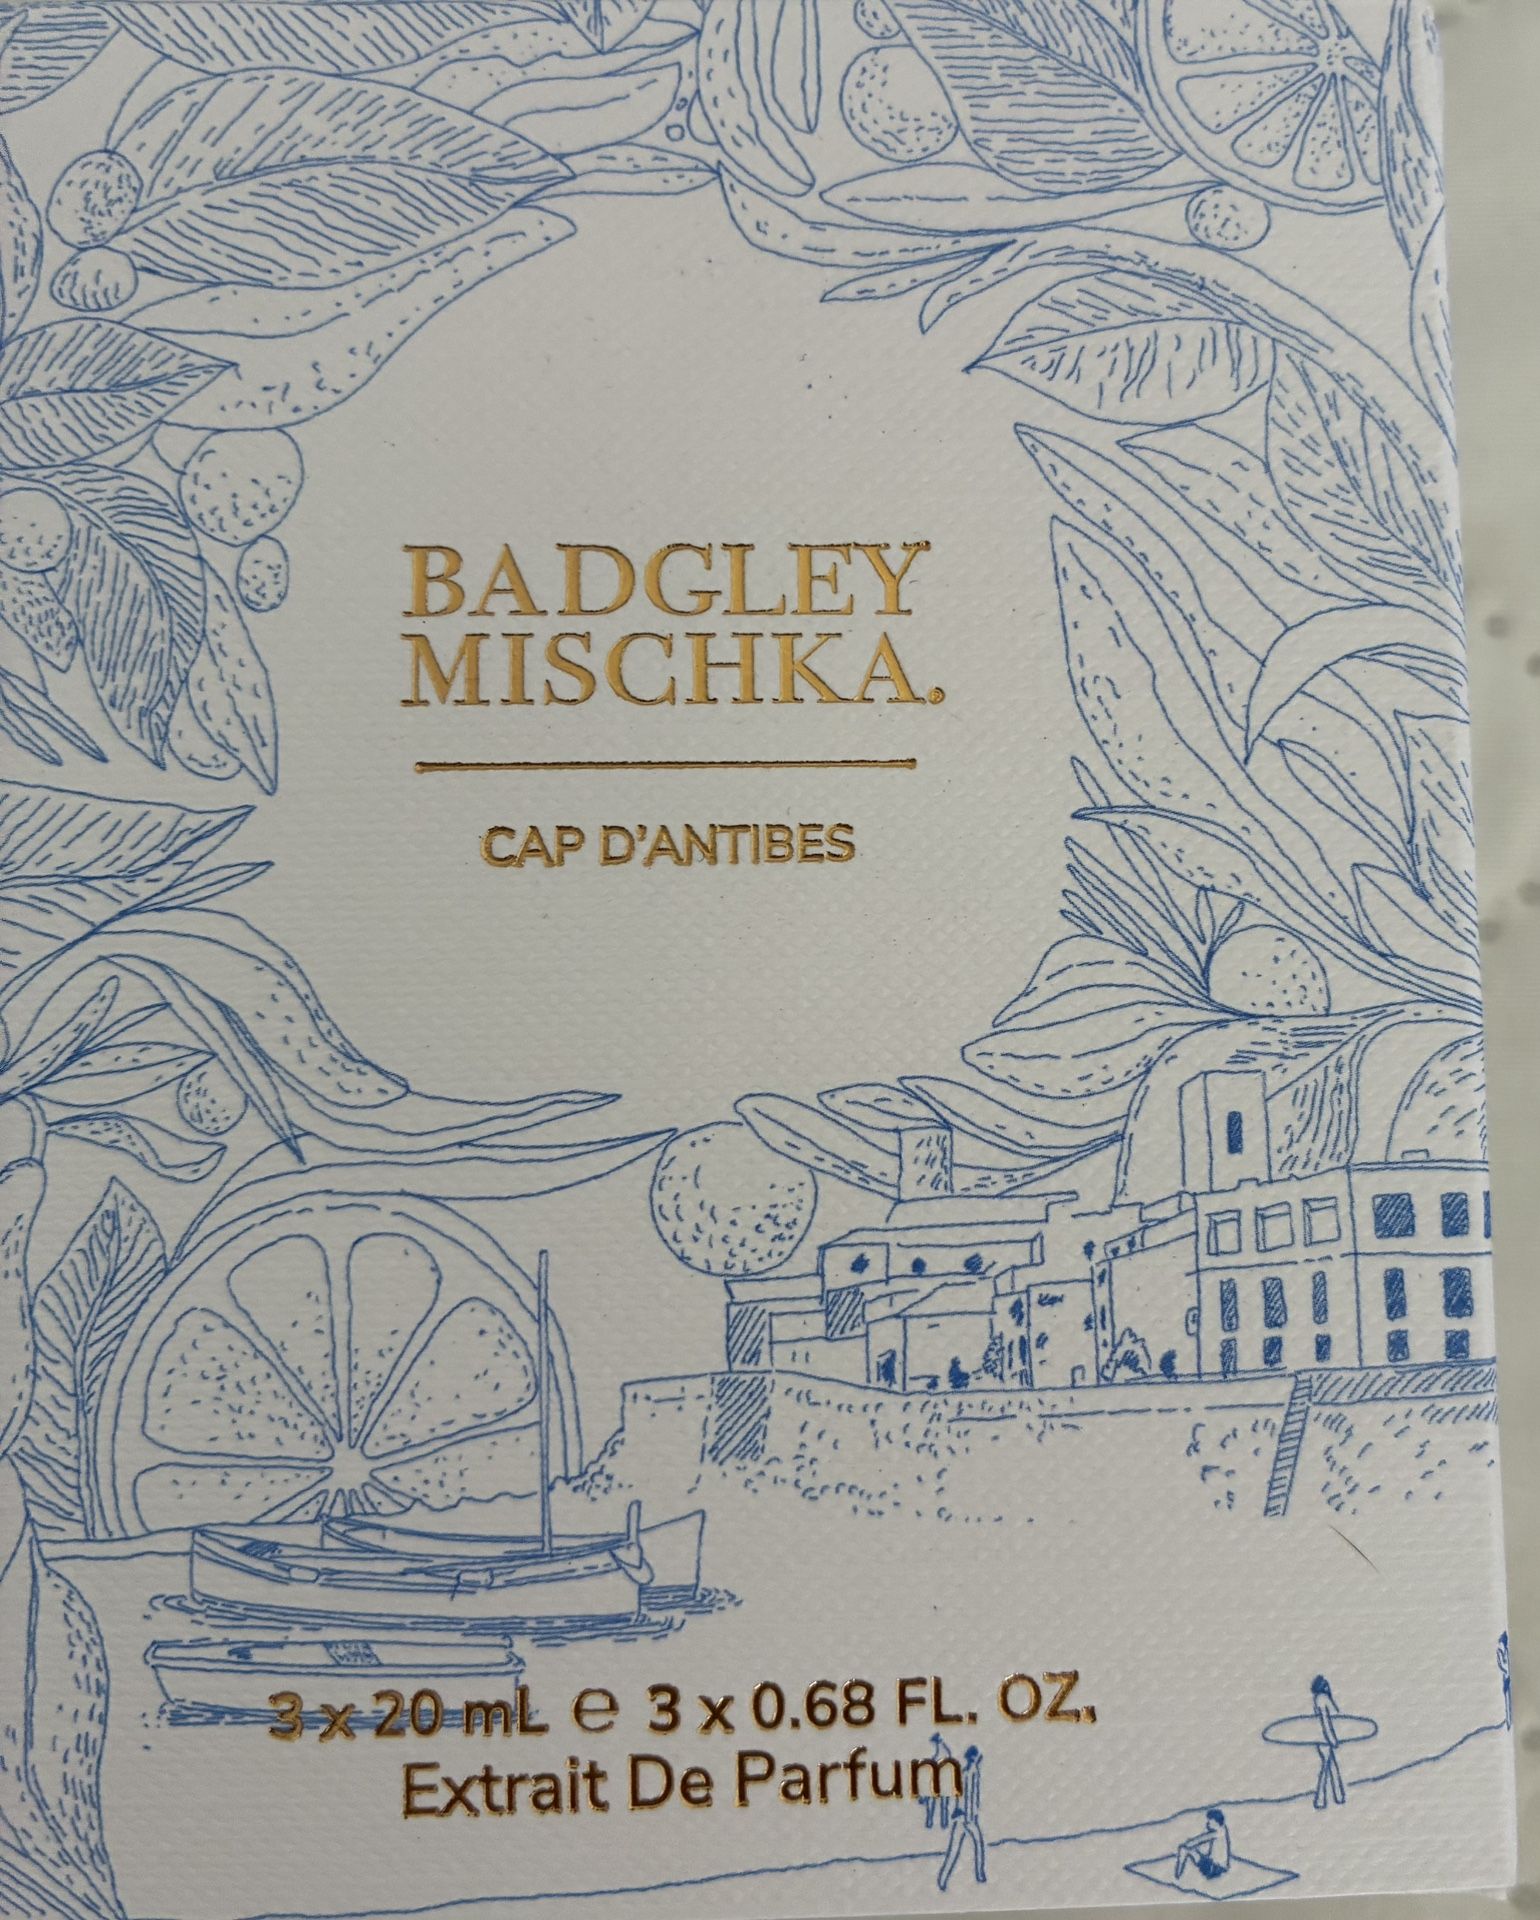 BADGLEY
MISCHKA®
CAP D'ANTIBES
3 x 20 mL ℮ 3 x 0.68 FL. OZ.
Extrait De Parfum